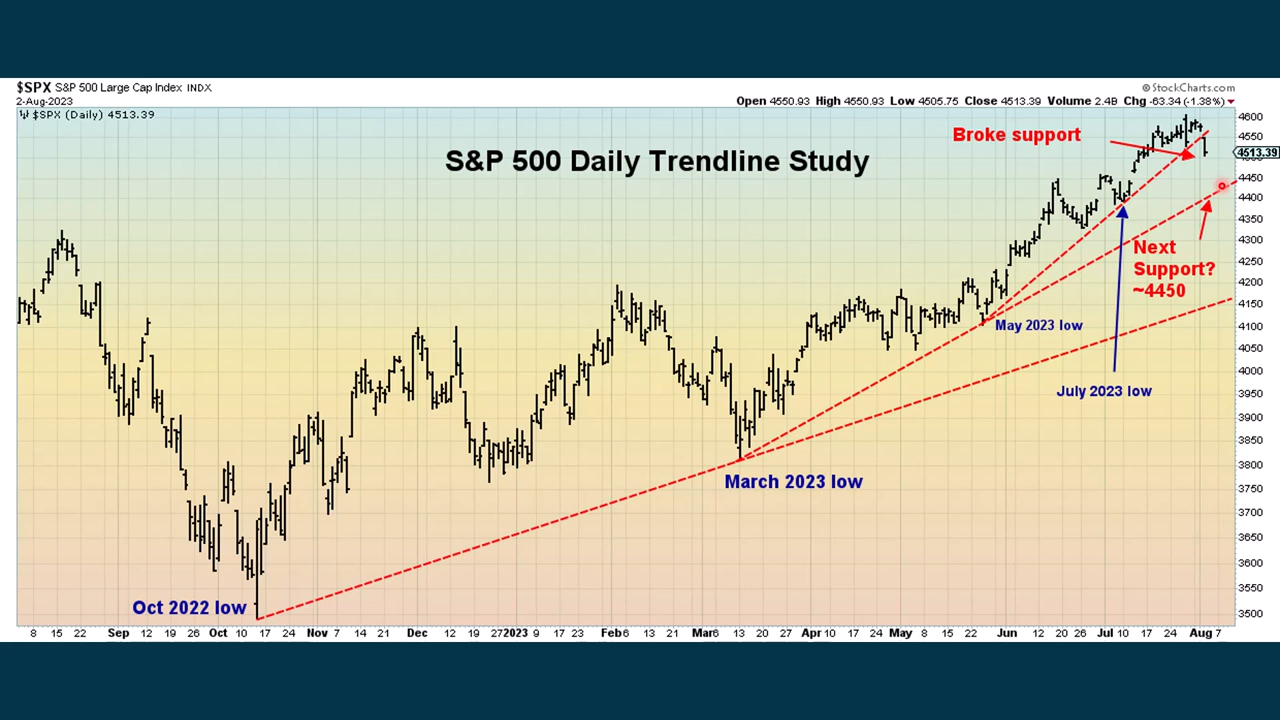 $SPX S&P 500 Large Cap Index INDX
© StockCharts.com
2-Aug-2023
Open 4550.93 High 4550.93 Low 4505.75 Close 4513.39 Volume 2.4B Chg -63.34 (-1.38%)
$SPX (Daily) 4513.39
S&P 500 Daily Trendline Study
Broke support
Next
Support?
~4450
May 2023 low
July 2023 low
March 2023 low
Oct 2022 low
4600
4550
4513.39
4500
4450
4400
4350
4300
4250
4200
4150
4100
4050
4000
3950
3900
3850
3800
3750
3700
3650
3600
3550
3500
8 15 22 Sep 12 19 26 Oct 10 17 24 Nov 7 14 21 Dec 12 19 27 2023 9 17 23 Feb 6 13 21 Mar 6 13 20 27 Apr 10 17 24 May 8 15 22 Jun 12 20 26 Jul 10 17 24 Aug 7